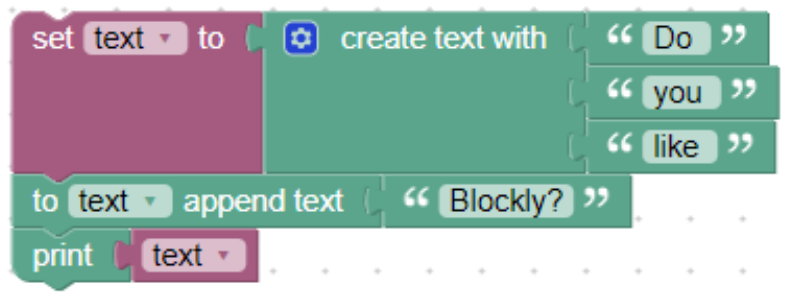 set text to create text with “ Do ”
“ you ”
“ like ”
to text append text “ Blockly? ”
print text